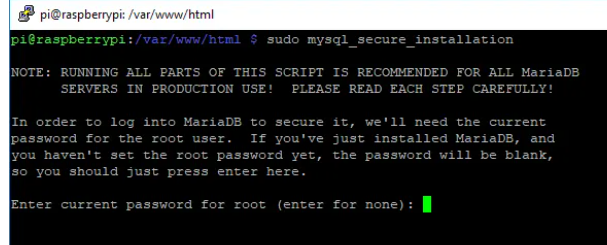 pi@raspberrypi: /var/www/html
pi@raspberrypi:/var/www/html $ sudo mysql_secure_installation
NOTE: RUNNING ALL PARTS OF THIS SCRIPT IS RECOMMENDED FOR ALL MariaDB
SERVERS IN PRODUCTION USE!  PLEASE READ EACH STEP CAREFULLY!
In order to log into MariaDB to secure it, we'll need the current
password for the root user.  If you've just installed MariaDB, and
you haven't set the root password yet, the password will be blank,
so you should just press enter here.
Enter current password for root (enter for none):